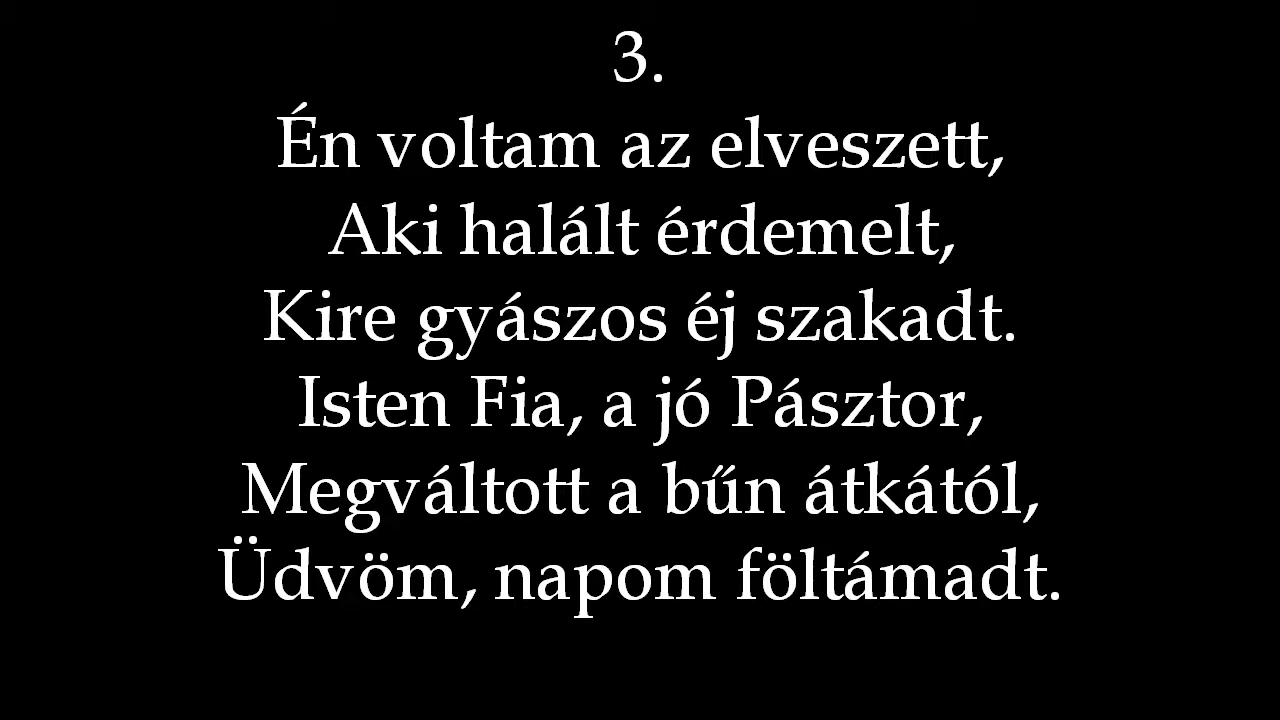 3.
Én voltam az elveszett,
Aki halált érdemelt,
Kire gyászos éj szakadt.
Isten Fia, a jó Pásztor,
Megváltott a bűn átkától,
Üdvöm, napom föltámadt.